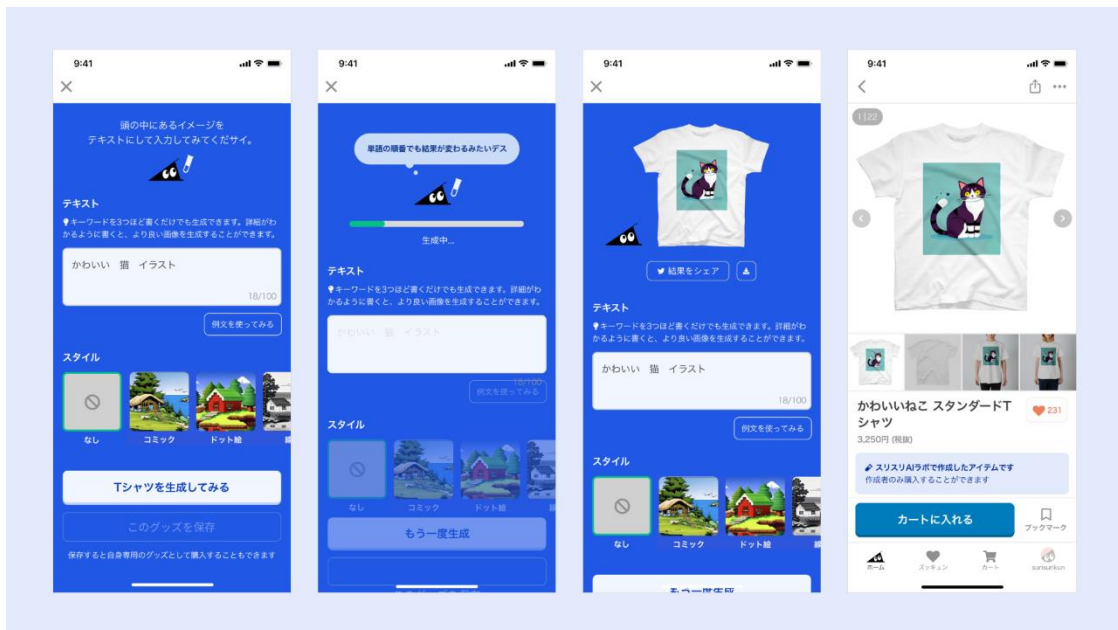 9:41
頭の中にあるイメージを
テキストにして入力してみてくだサイ。
テキスト
キーワードを3つほど書くだけでも生成できます。詳細がわ
かるように書くと、より良い画像を生成することができます。
かわいい 猫 イラスト
18/100
例文を使ってみる
スタイル
なし
コミック
ドット絵
Tシャツを生成してみる
このグッズを保存
保存すると自身専用のグッズとして購入することもできます
9:41
単語の順番でも結果が変わるみたいデス
生成中...
テキスト
キーワードを3つほど書くだけでも生成できます。詳細がわ
かるように書くと、より良い画像を生成することができます。
かわいい 猫 イラスト
18/100
例文を使ってみる
スタイル
なし
コミック
ドット絵
もう一度生成
9:41
結果をシェア
テキスト
キーワードを3つほど書くだけでも生成できます。詳細がわ
かるように書くと、より良い画像を生成することができます。
かわいい 猫 イラスト
18/100
例文を使ってみる
スタイル
なし
コミック
ドット絵
もう一度生成
9:41
1|22
かわいいねこ スタンダードT
シャツ
231
3,250円 (税抜)
スリスリAIラボで作成したアイテムです
作成者のみ購入することができます
カートに入れる
ブックマーク
ホーム
ズッキュン
カート
surisurikun